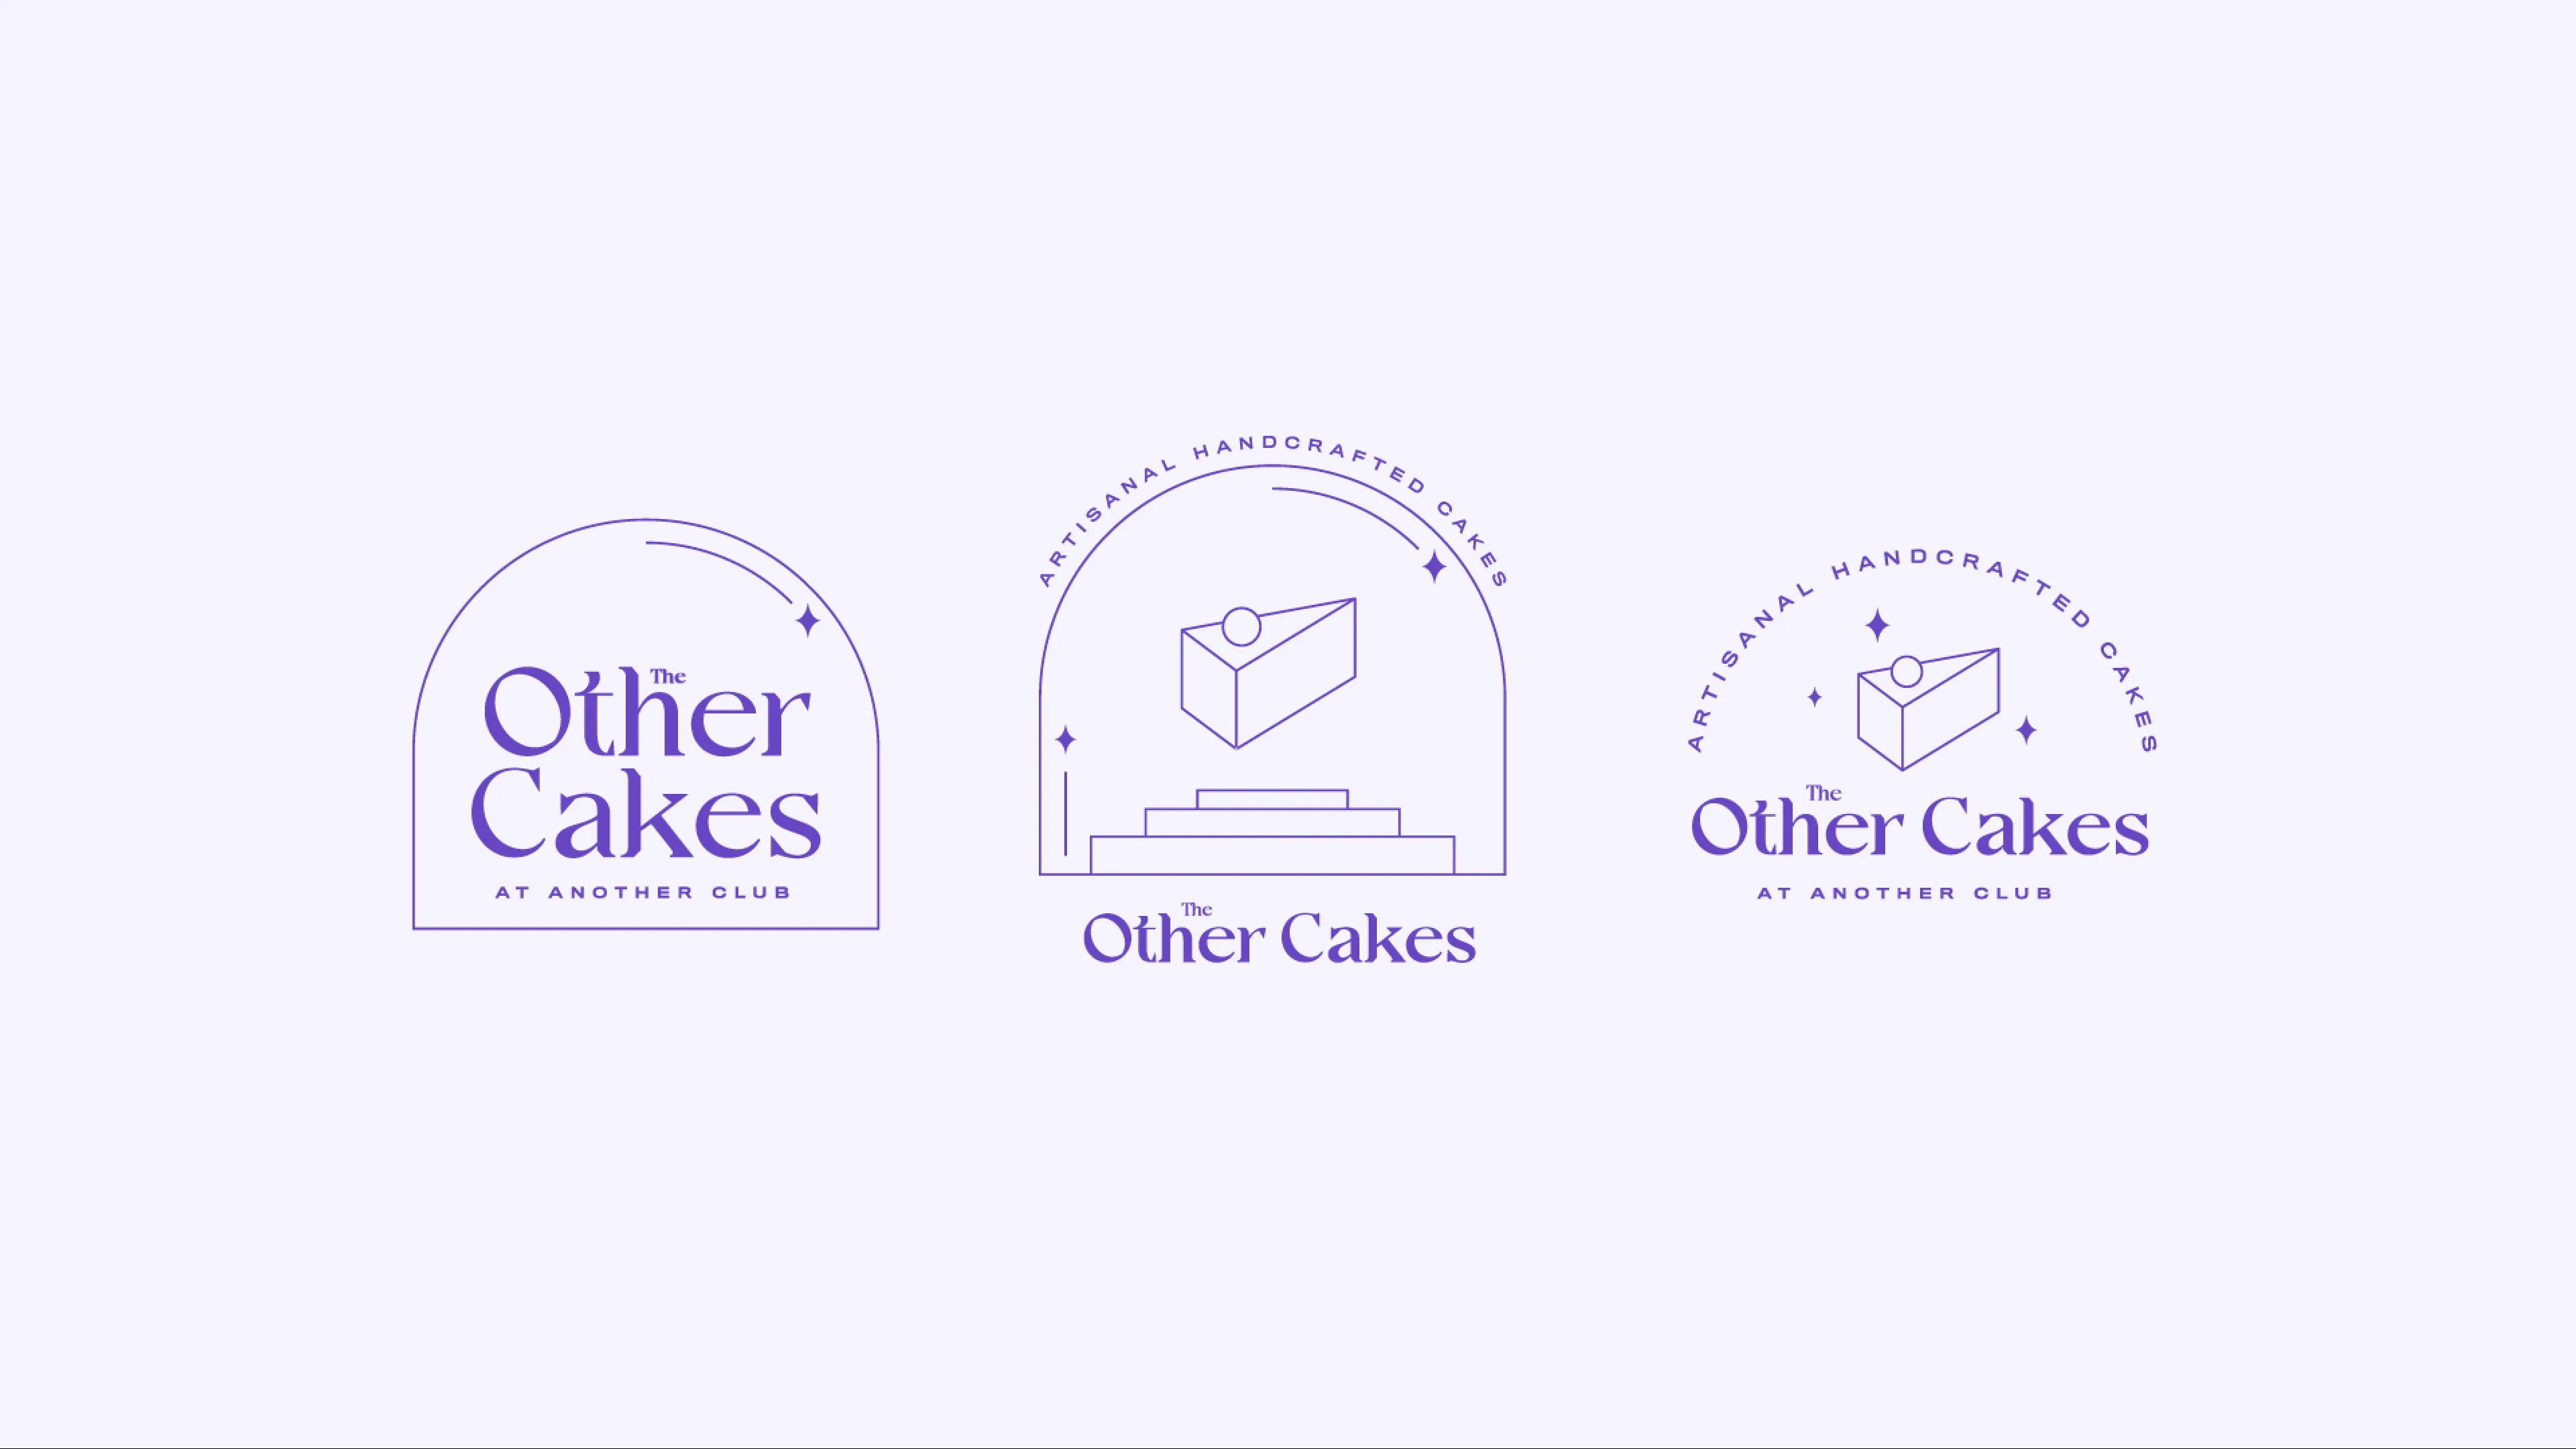 The
Other
Cakes
AT ANOTHER CLUB
ARTISANAL HANDCRAFTED CAKES
The
Other Cakes
ARTISANAL HANDCRAFTED CAKES
The
Other Cakes
AT ANOTHER CLUB